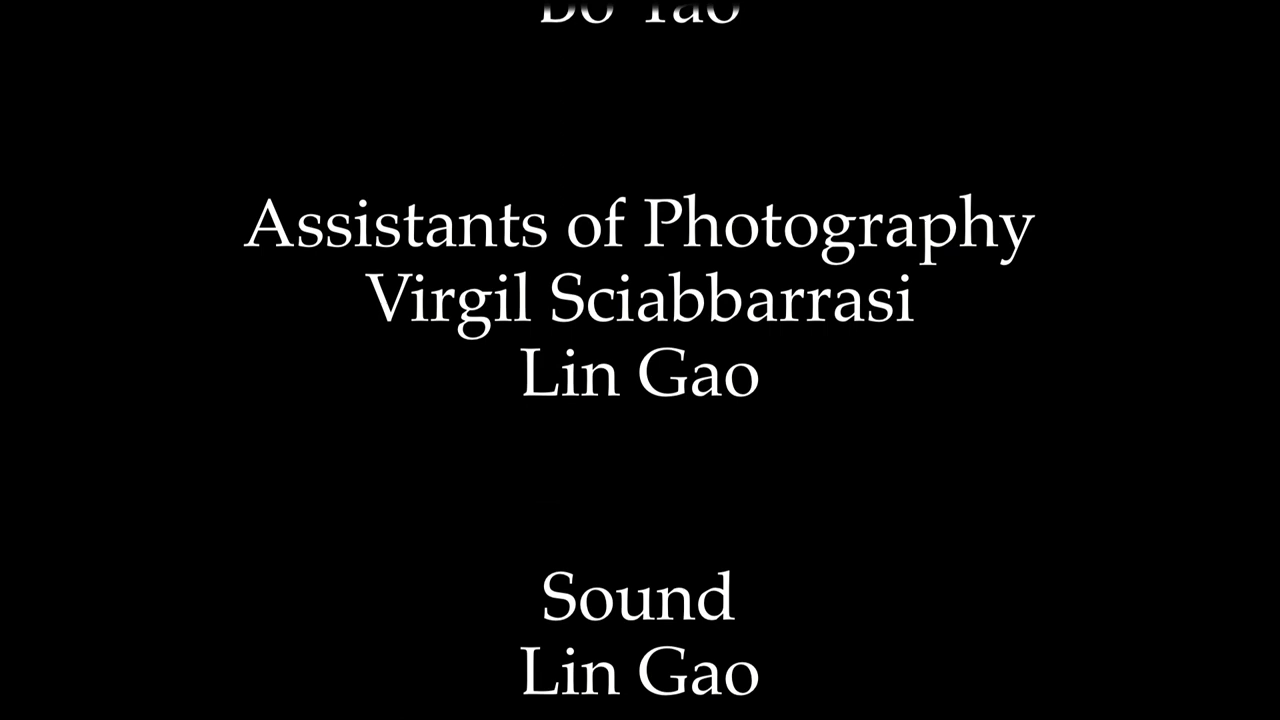 Assistants of Photography
Virgil Sciabbarrasi
Lin Gao
Sound
Lin Gao